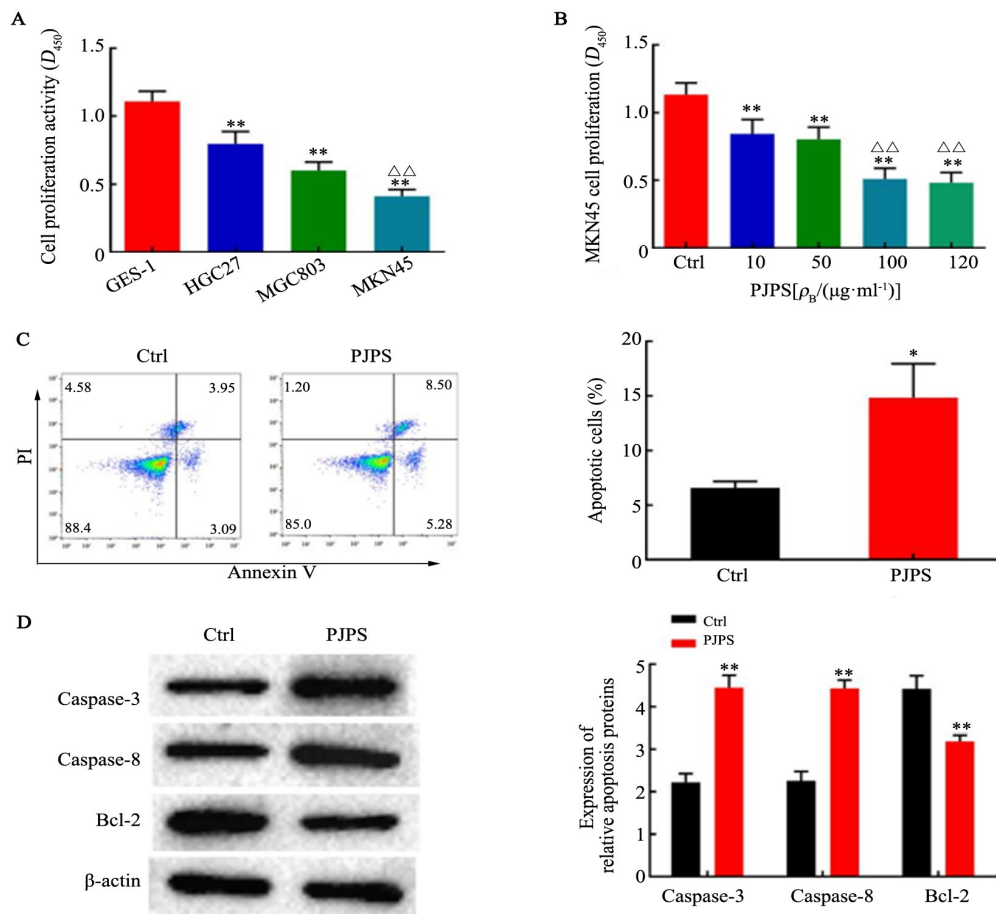 A
Cell proliferation activity (D450)
1.5
1.0
0.5
0
**
**
△△
**
GES-1
HGC27
MGC803
MKN45
B
MKN45 cell proliferation (D450)
1.5
1.0
0.5
0
**
**
△△
**
△△
**
Ctrl 10 50 100 120
PJPS[ρB/(μg·ml-1)]
C
Ctrl PJPS
PI
4.58 3.95
88.4 3.09
1.20 8.50
85.0 5.28
Annexin V
Apoptotic cells (%)
20
15
10
5
0
*
Ctrl PJPS
D
Ctrl PJPS
Caspase-3
Caspase-8
Bcl-2
β-actin
Ctrl
PJPS
Expression of
relative apoptosis proteins
5
4
3
2
1
0
**
**
**
Caspase-3 Caspase-8 Bcl-2